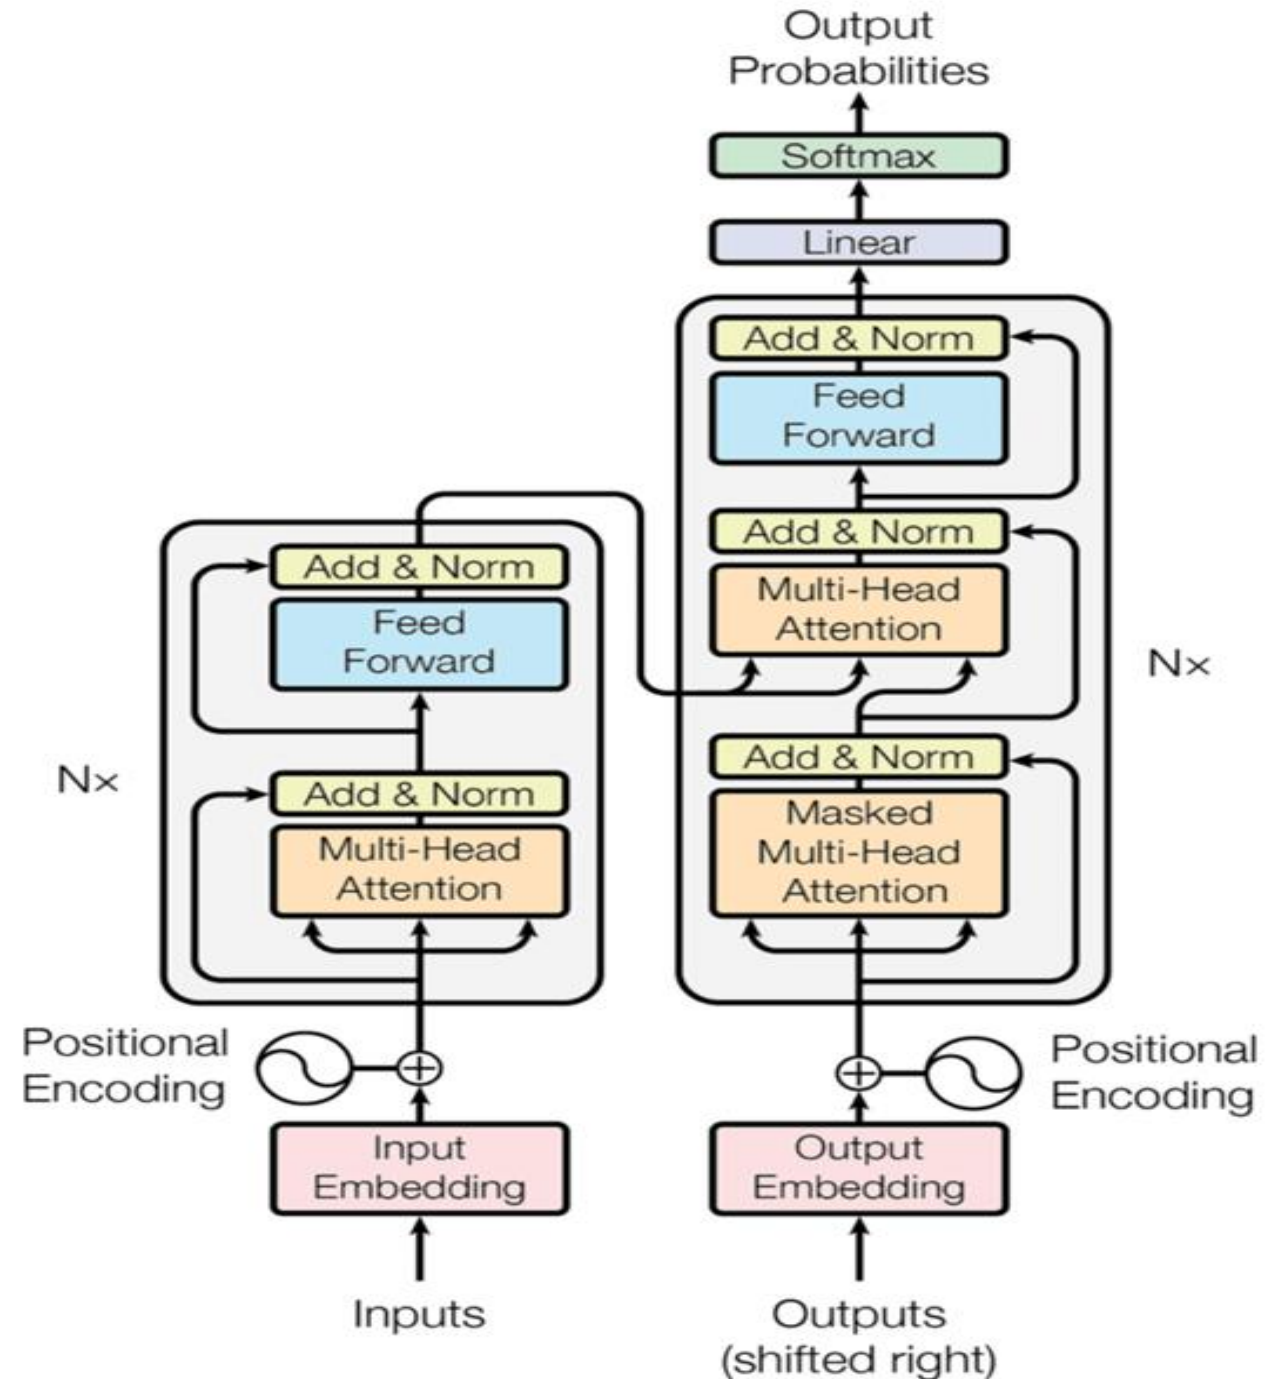 Output
Probabilities
Softmax
Linear
Add & Norm
Feed
Forward
Add & Norm
Multi-Head
Attention
Nx
Add & Norm
Masked
Multi-Head
Attention
Add & Norm
Feed
Forward
Nx
Add & Norm
Multi-Head
Attention
Positional
Encoding
Positional
Encoding
Input
Embedding
Output
Embedding
Inputs
Outputs
(shifted right)